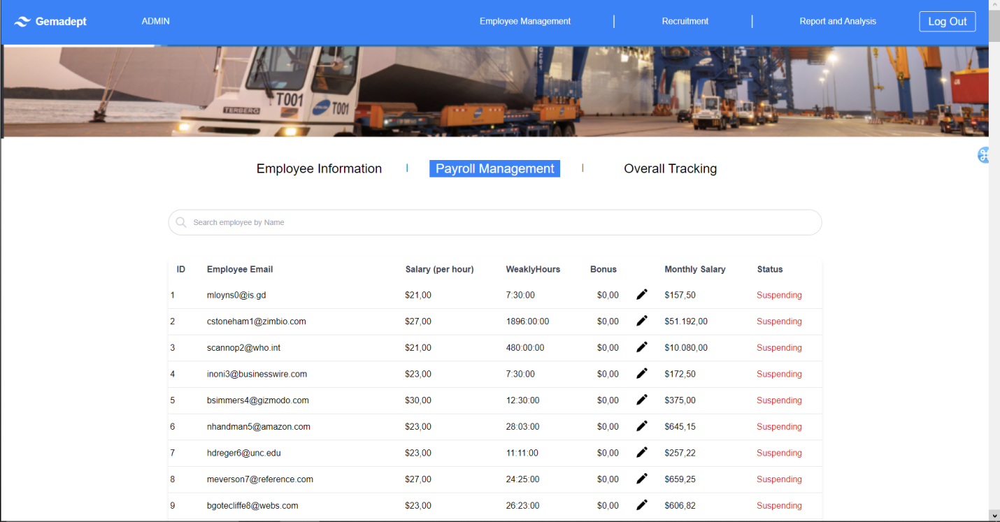 Gemadept ADMIN Employee Management | Recruitment | Report and Analysis Log Out
T001
TERBERG
T001
Employee Information | Payroll Management | Overall Tracking
Search employee by Name
ID Employee Email Salary (per hour) WeaklyHours Bonus Monthly Salary Status
1 mloyns0@is.gd $21,00 7:30:00 $0,00 $157,50 Suspending
2 cstoneham1@zimbio.com $27,00 1896:00:00 $0,00 $51.192,00 Suspending
3 scannop2@who.int $21,00 480:00:00 $0,00 $10.080,00 Suspending
4 inoni3@businesswire.com $23,00 7:30:00 $0,00 $172,50 Suspending
5 bsimmers4@gizmodo.com $30,00 12:30:00 $0,00 $375,00 Suspending
6 nhandman5@amazon.com $23,00 28:03:00 $0,00 $645,15 Suspending
7 hdreger6@unc.edu $23,00 11:11:00 $0,00 $257,22 Suspending
8 meverson7@reference.com $27,00 24:25:00 $0,00 $659,25 Suspending
9 bgotecliffe8@webs.com $23,00 26:23:00 $0,00 $606,82 Suspending